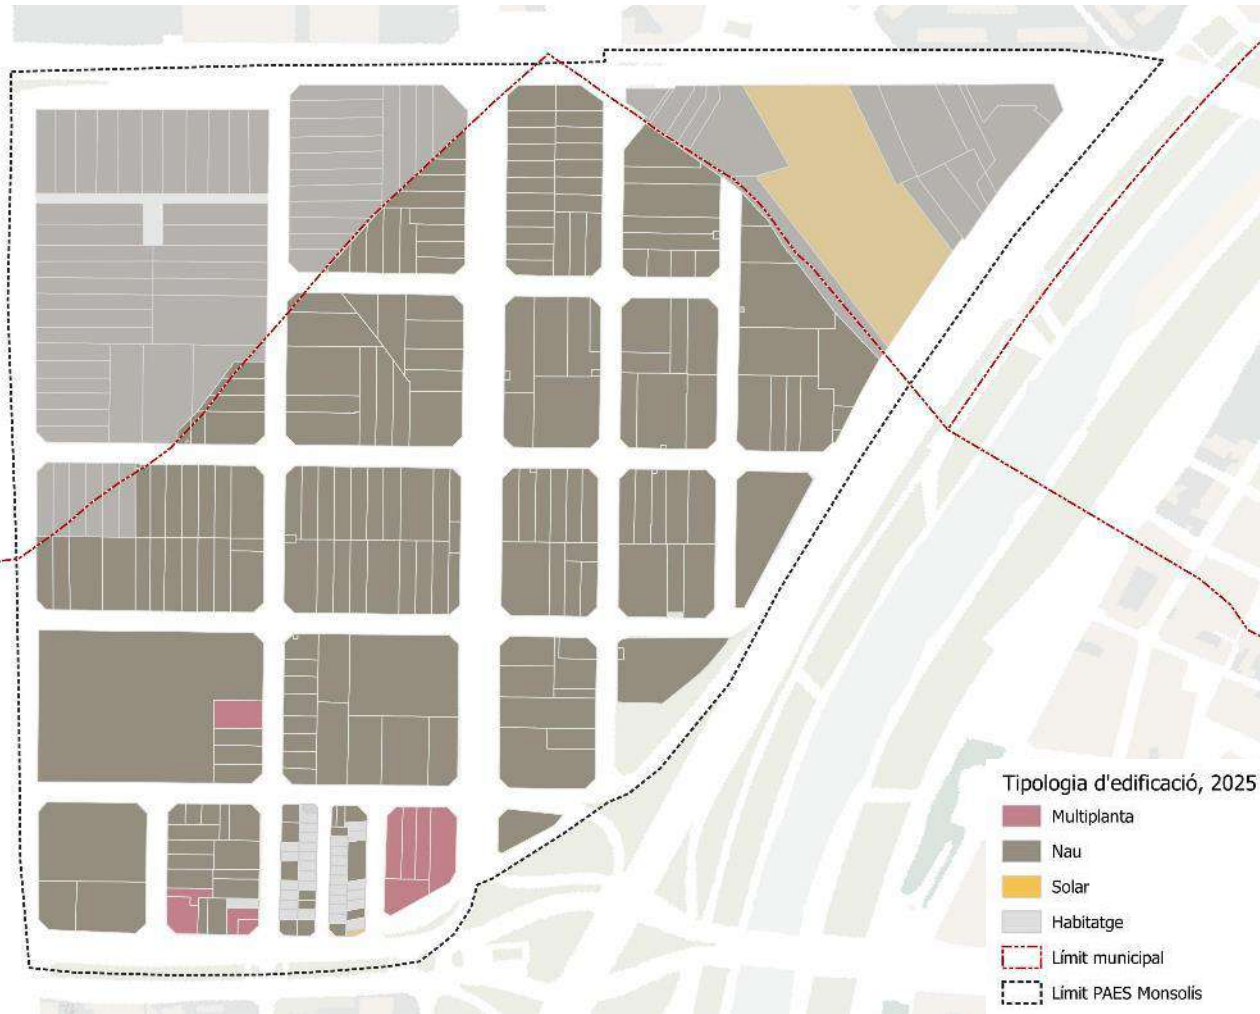 Tipologia d'edificació, 2025
Multiplanta
Nau
Solar
Habitatge
Límit municipal
Límit PAES Monsolís